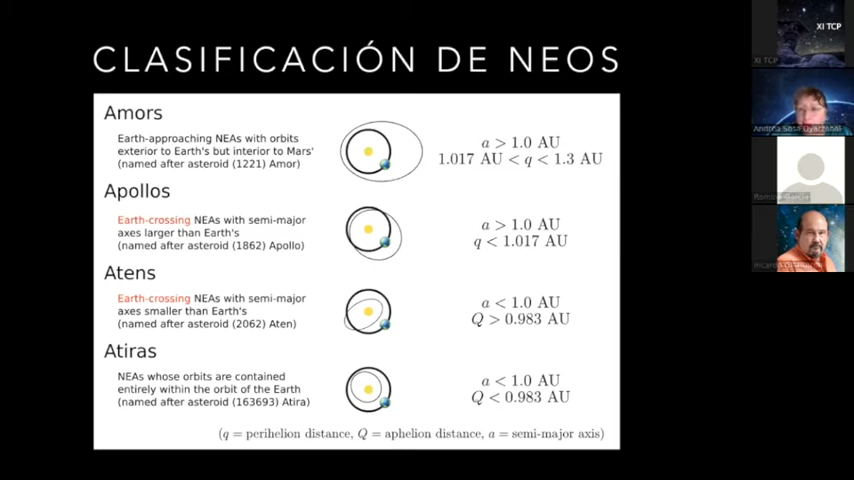 CLASIFICACIÓN DE NEOS
Amors
Earth-approaching NEAs with orbits
exterior to Earth's but interior to Mars'
(named after asteroid (1221) Amor)
a > 1.0 AU
1.017 AU < q < 1.3 AU
Apollos
Earth-crossing NEAs with semi-major
axes larger than Earth's
(named after asteroid (1862) Apollo)
a > 1.0 AU
q < 1.017 AU
Atens
Earth-crossing NEAs with semi-major
axes smaller than Earth's
(named after asteroid (2062) Aten)
a < 1.0 AU
Q > 0.983 AU
Atiras
NEAs whose orbits are contained
entirely within the orbit of the Earth
(named after asteroid (163693) Atira)
a < 1.0 AU
Q < 0.983 AU
(q = perihelion distance, Q = aphelion distance, a = semi-major axis)
XI TCP
XI TCP
Andrea Sosa Oyarzabal